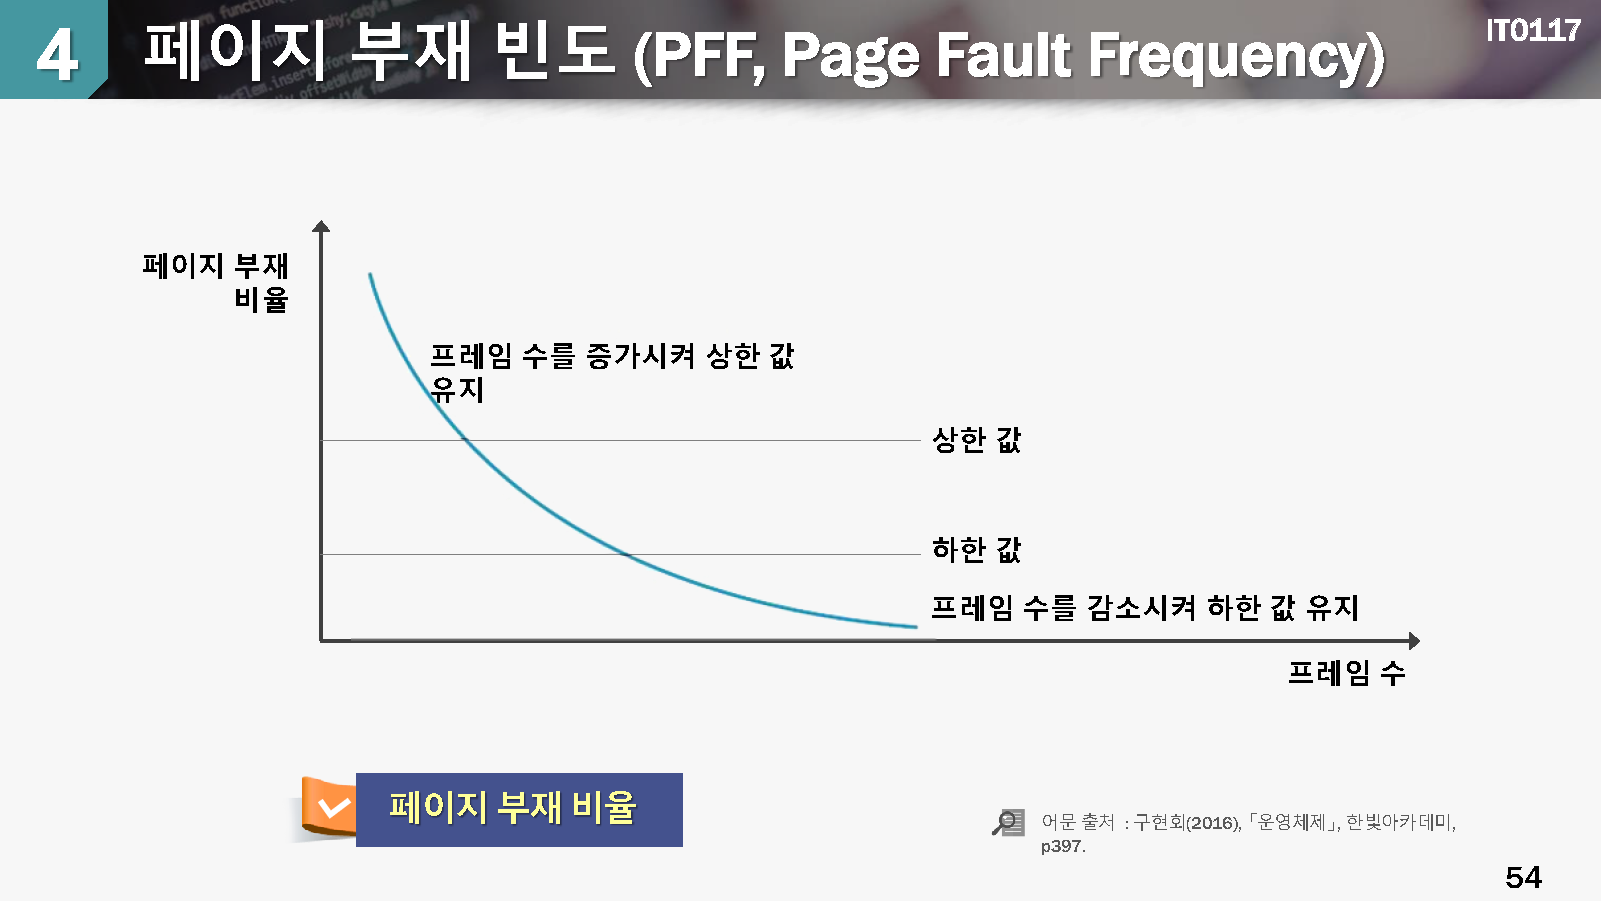 4
페이지 부재 빈도 (PFF, Page Fault Frequency)
IT0117
페이지 부재
비율
프레임 수를 증가시켜 상한 값
유지
상한 값
하한 값
프레임 수를 감소시켜 하한 값 유지
프레임 수
페이지 부재 비율
어문 출처 : 구현회(2016), 「운영체제」, 한빛아카데미,
p397.
54